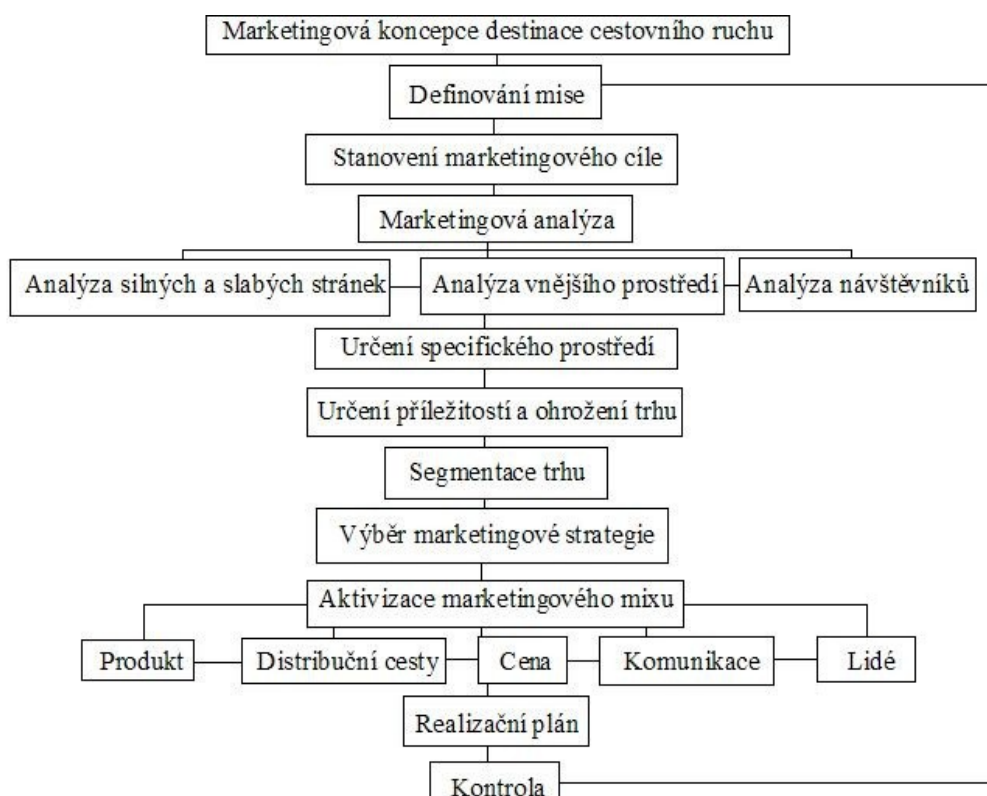 Marketingová koncepce destinace cestovního ruchu
Definování mise
Stanovení marketingového cíle
Marketingová analýza
Analýza silných a slabých stránek
Analýza vnějšího prostředí
Analýza návštěvníků
Určení specifického prostředí
Určení příležitostí a ohrožení trhu
Segmentace trhu
Výběr marketingové strategie
Aktivizace marketingového mixu
Produkt
Distribuční cesty
Cena
Komunikace
Lidé
Realizační plán
Kontrola